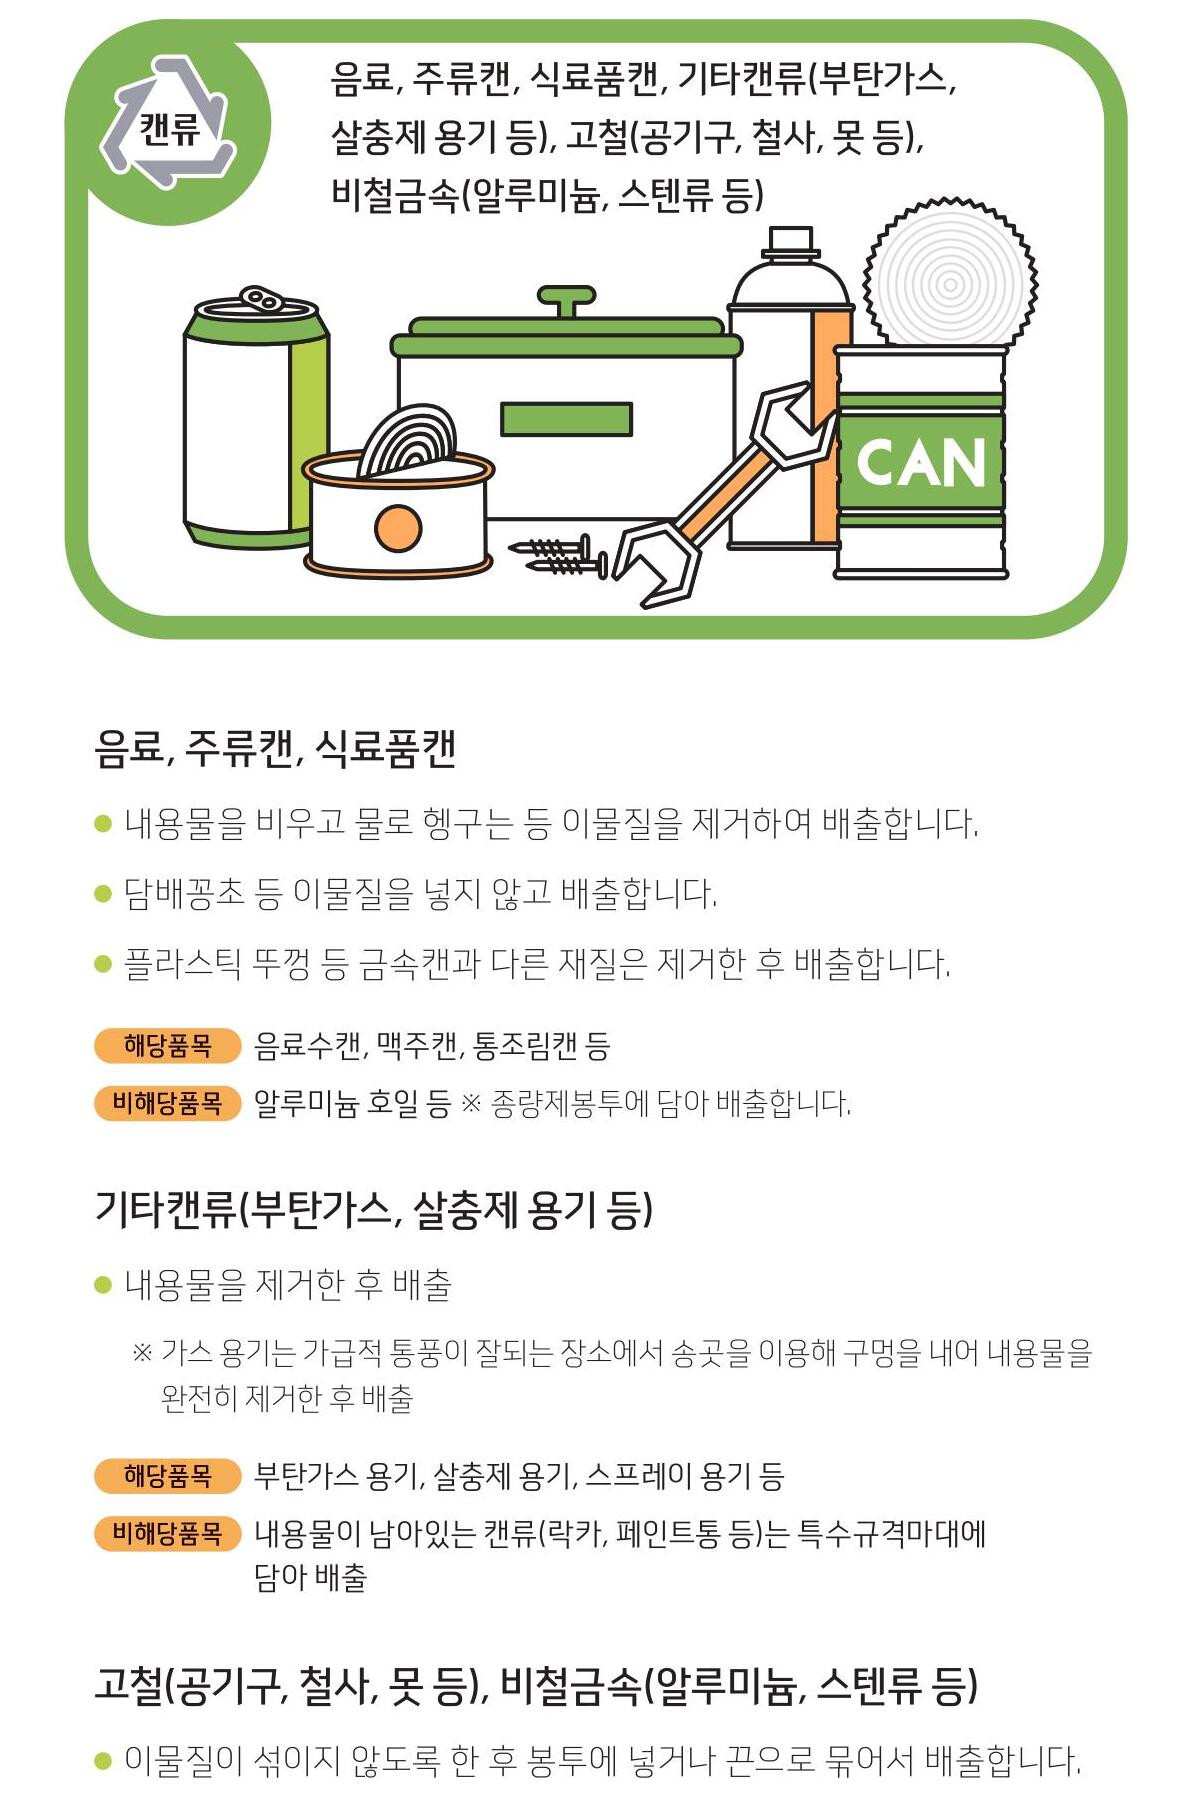 캔류
음료, 주류캔, 식료품캔, 기타캔류(부탄가스,
살충제 용기 등), 고철(공기구, 철사, 못 등),
비철금속(알루미늄, 스텐류 등)
CAN
음료, 주류캔, 식료품캔
내용물을 비우고 물로 헹구는 등 이물질을 제거하여 배출합니다.
담배꽁초 등 이물질을 넣지 않고 배출합니다.
플라스틱 뚜껑 등 금속캔과 다른 재질은 제거한 후 배출합니다.
해당품목 음료수캔, 맥주캔, 통조림캔 등
비해당품목 알루미늄 호일 등 ※ 종량제봉투에 담아 배출합니다.
기타캔류(부탄가스, 살충제 용기 등)
내용물을 제거한 후 배출
※ 가스 용기는 가급적 통풍이 잘되는 장소에서 송곳을 이용해 구멍을 내어 내용물을
완전히 제거한 후 배출
해당품목 부탄가스 용기, 살충제 용기, 스프레이 용기 등
비해당품목 내용물이 남아있는 캔류(락카, 페인트통 등)는 특수규격마대에
담아 배출
고철(공기구, 철사, 못 등), 비철금속(알루미늄, 스텐류 등)
이물질이 섞이지 않도록 한 후 봉투에 넣거나 끈으로 묶어서 배출합니다.